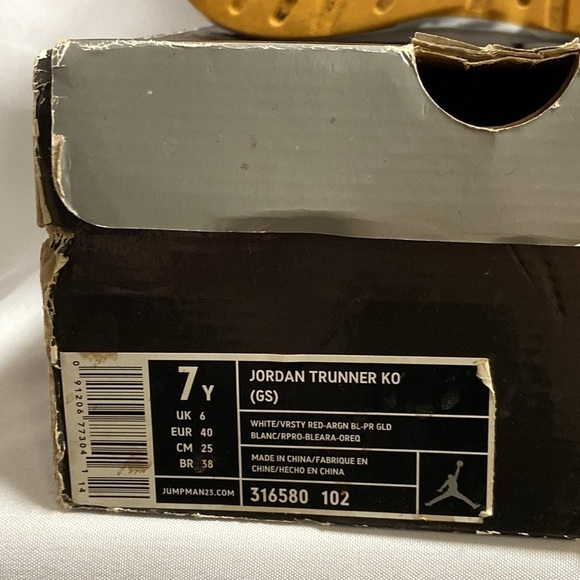 0 91206 77304 1 14
7 Y
UK 6
EUR 40
CM 25
BR 38
JUMPMAN23.COM
JORDAN TRUNNER KO
(GS)
WHITE/VRSTY RED-ARGN BL-PR GLD
BLANC/RPRO-BLEARA-OREQ
MADE IN CHINA/FABRIQUE EN
CHINE/HECHO EN CHINA
316580 102